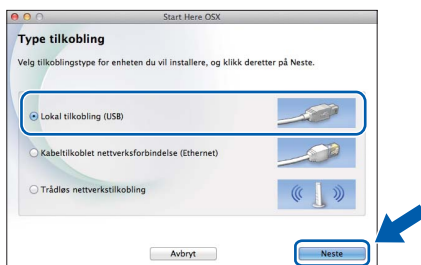 Start Here OSX
Type tilkobling
Velg tilkoblingstype for enheten du vil installere, og klikk deretter på Neste.
Lokal tilkobling (USB)
Kabeltilkoblet nettverksforbindelse (Ethernet)
Trådløs nettverkstilkobling
Avbryt
Neste